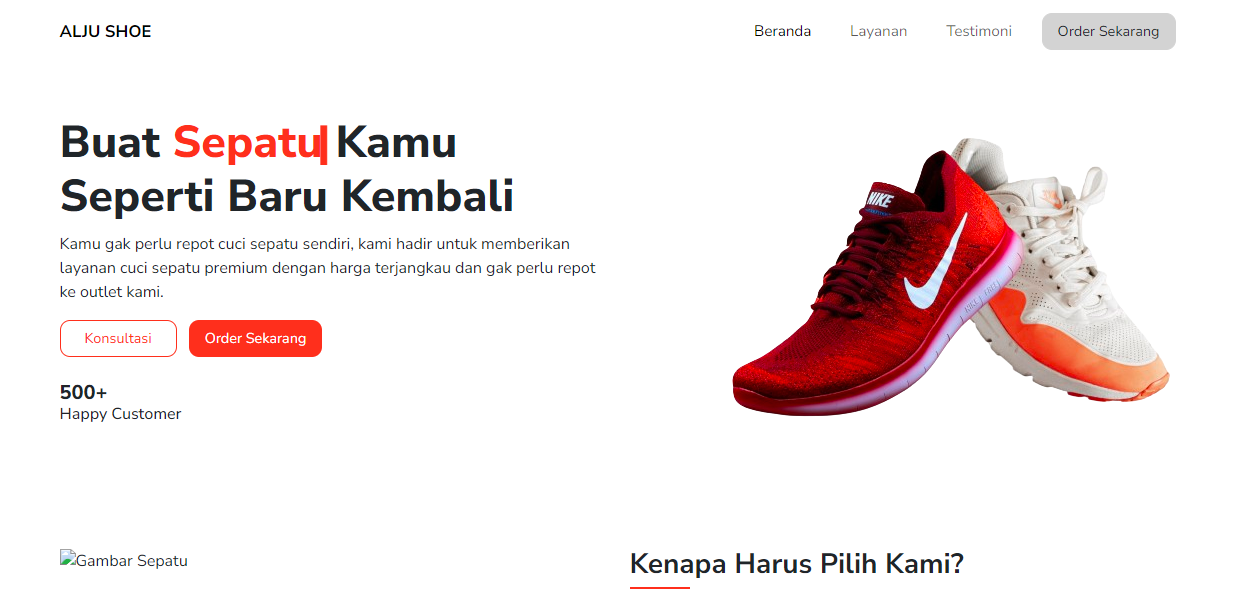 ALJU SHOE
Beranda
Layanan
Testimoni
Order Sekarang
Buat Sepatu Kamu
Seperti Baru Kembali
Kamu gak perlu repot cuci sepatu sendiri, kami hadir untuk memberikan
layanan cuci sepatu premium dengan harga terjangkau dan gak perlu repot
ke outlet kami.
Konsultasi
Order Sekarang
500+
Happy Customer
NIKE
Gambar Sepatu
Kenapa Harus Pilih Kami?